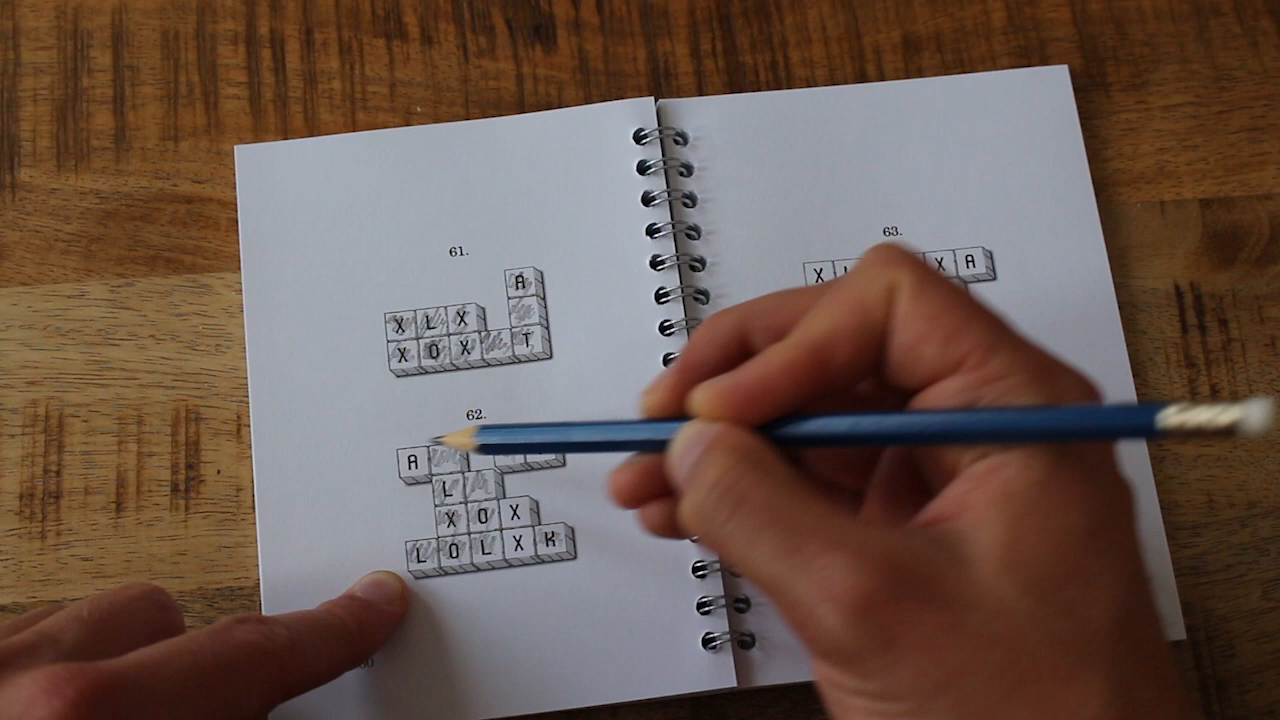 61.
A
X L X
X O X T
62.
A
L
X O X
L O L X K
63.
X X A